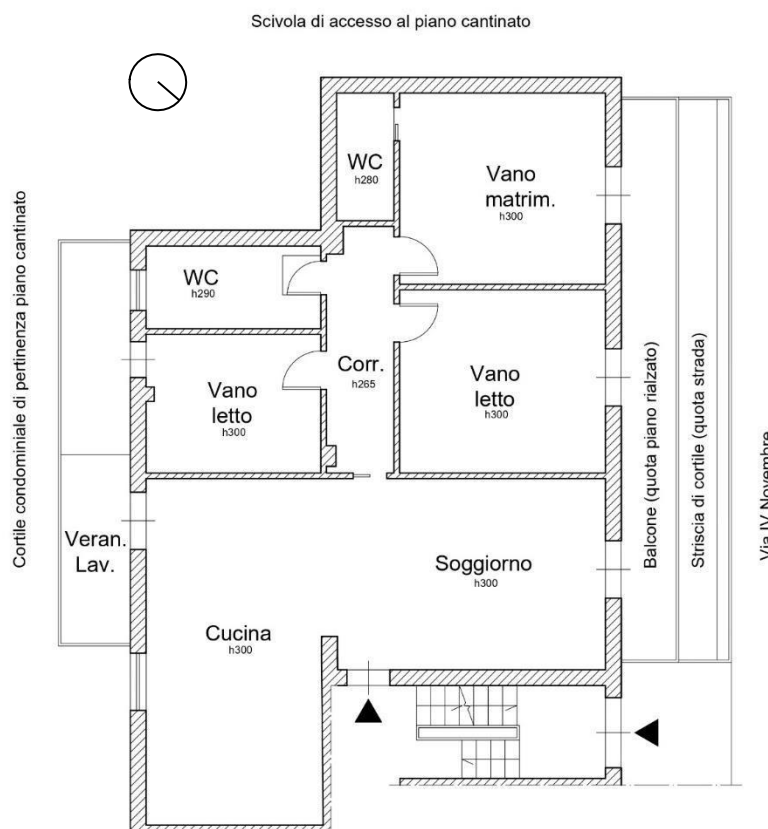 Scivola di accesso al piano cantinato
WC
h280
Vano
matrim.
h300
WC
h290
Vano
letto
h300
Corr.
h265
Vano
letto
h300
Cortile condominiale di pertinenza piano cantinato
Veran.
Lav.
Cucina
h300
Soggiorno
h300
Balcone (quota piano rialzato)
Striscia di cortile (quota strada)
Via IV Novembre